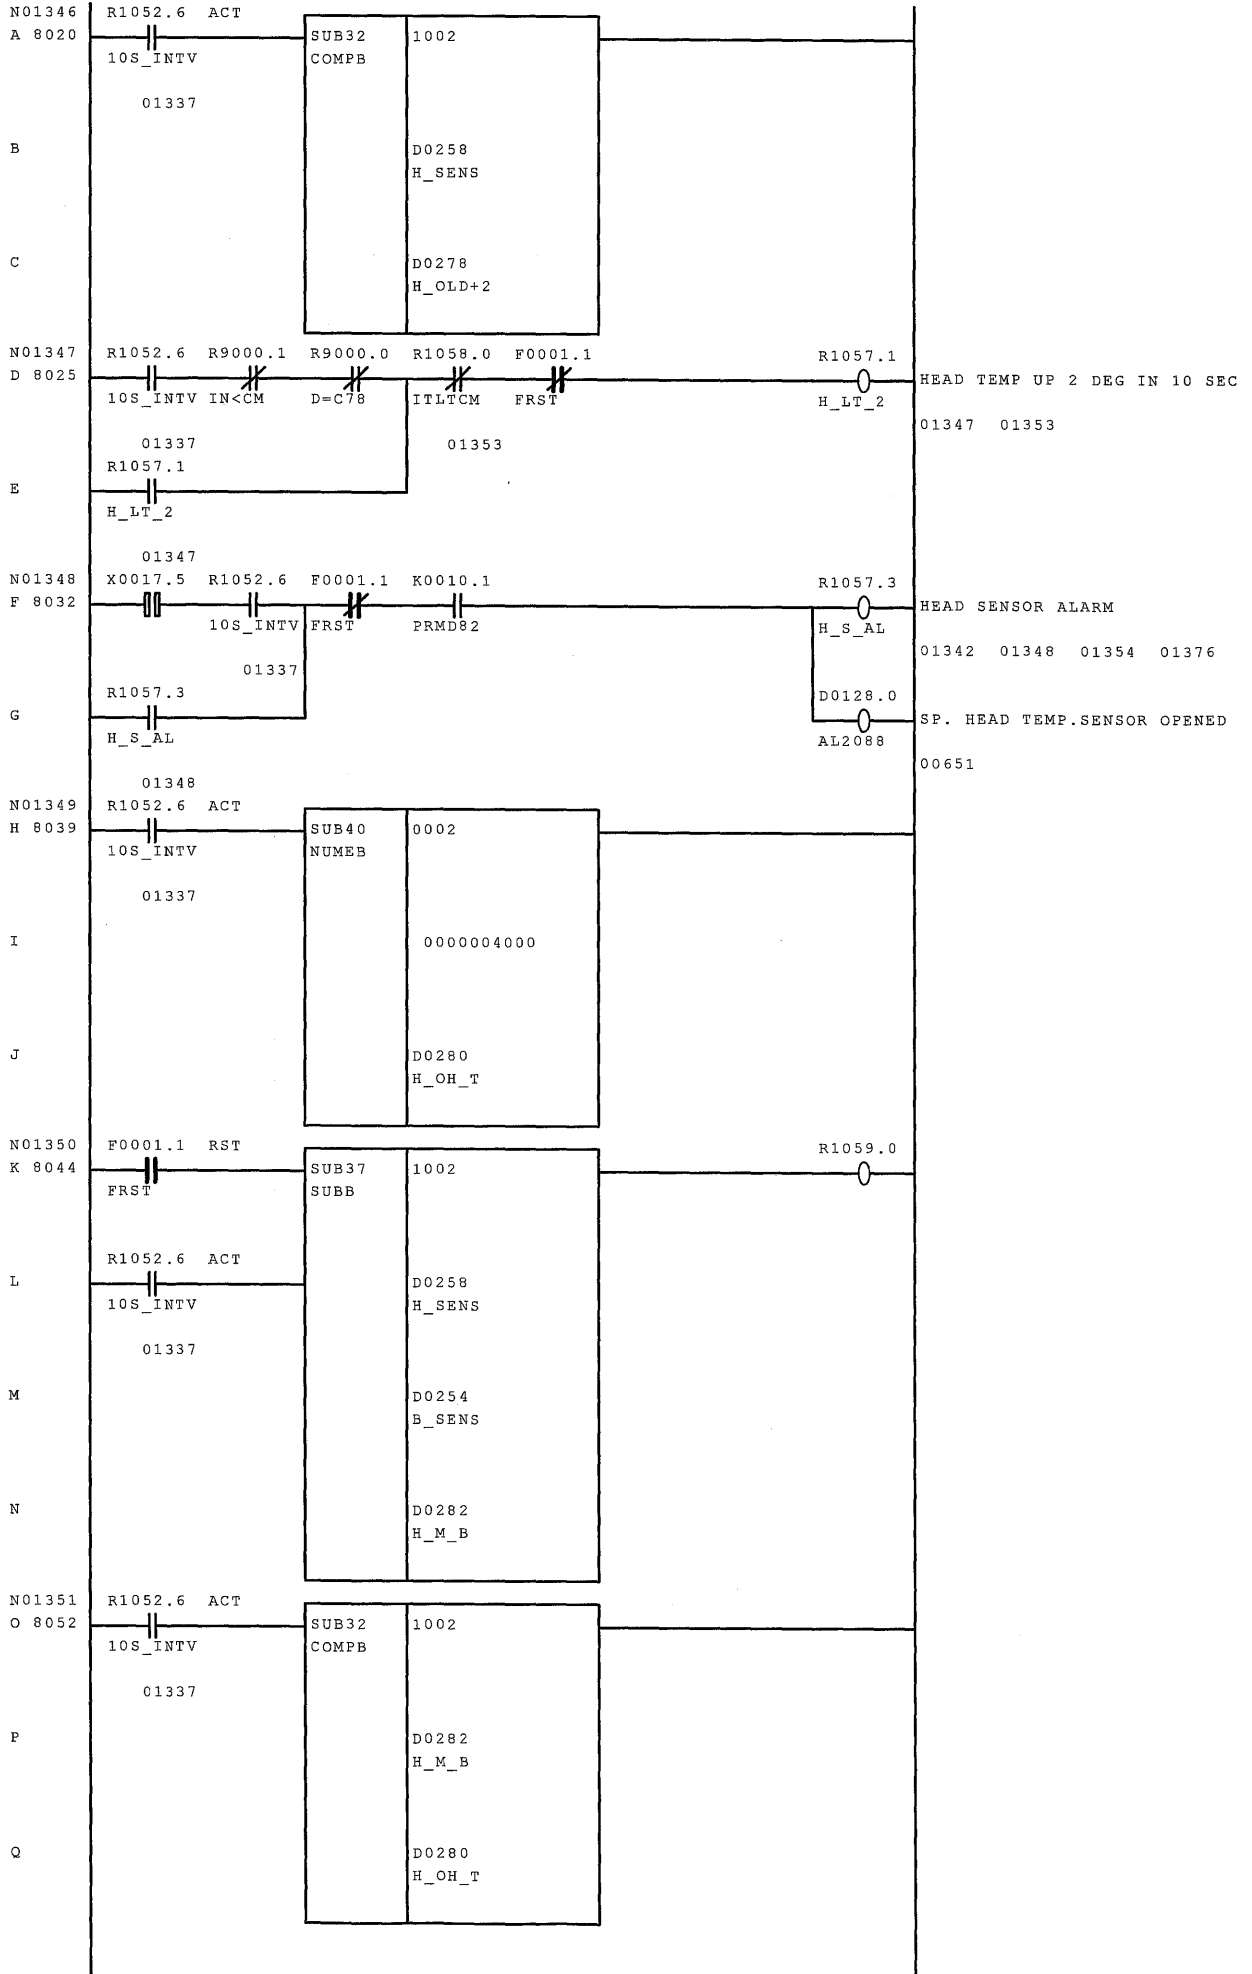 N01346 R1052.6 ACT
A 8020 SUB32 1002
10S_INTV COMPB
01337
B D0258
H_SENS
C D0278
H_OLD+2
N01347 R1052.6 R9000.1 R9000.0 R1058.0 F0001.1 R1057.1
D 8025 HEAD TEMP UP 2 DEG IN 10 SEC
10S_INTV IN<CM D=C78 ITLTCM FRST H_LT_2
01347 01353
01337 01353
R1057.1
E
H_LT_2
01347
N01348 X0017.5 R1052.6 F0001.1 K0010.1 R1057.3
F 8032 HEAD SENSOR ALARM
10S_INTV FRST PRMD82 H_S_AL
01342 01348 01354 01376
01337
R1057.3 D0128.0
G SP. HEAD TEMP.SENSOR OPENED
H_S_AL AL2088
00651
01348
N01349 R1052.6 ACT
H 8039 SUB40 0002
10S_INTV NUMEB
01337
I 0000004000
J D0280
H_OH_T
N01350 F0001.1 RST R1059.0
K 8044 SUB37 1002
FRST SUBB
R1052.6 ACT
L D0258
10S_INTV H_SENS
01337
M D0254
B_SENS
N D0282
H_M_B
N01351 R1052.6 ACT
O 8052 SUB32 1002
10S_INTV COMPB
01337
P D0282
H_M_B
Q D0280
H_OH_T